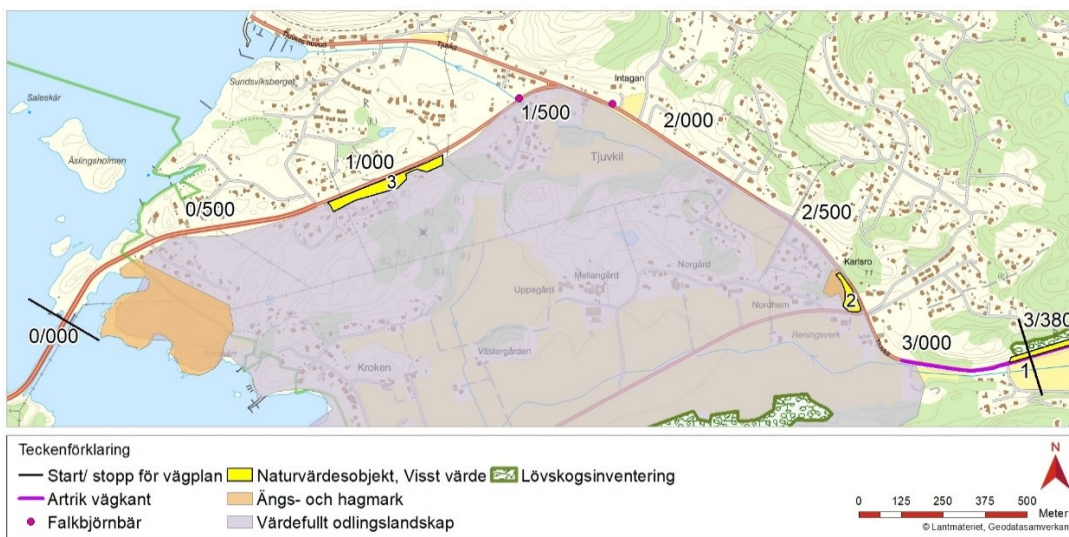 Tjuvkil
Intagan
Sundsviksberget
Saleskär
Åslingsholmen
1/500
2/000
Tjuvkil
1/000
3
0/500
2/500
Karlsro
Mellangård
Norgård
Uppegård
Nordhem
2
3/380
0/000
Reningsverk
3/000
Västergården
Kroken
1
Teckenförklaring
Start/ stopp för vägplan
Naturvärdesobjekt, Visst värde
Lövskogsinventering
Artrik vägkant
Ängs- och hagmark
Falkbjörnbär
Värdefullt odlingslandskap
N
0 125 250 375 500
Meter
© Lantmäteriet, Geodatasamverkan